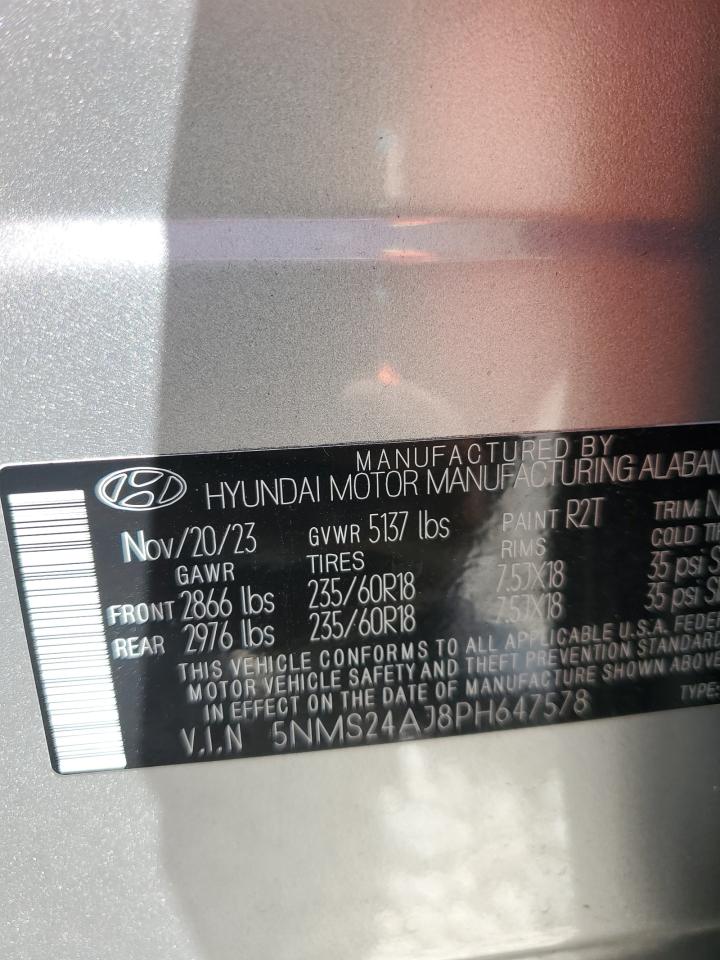 MANUFACTURED BY
HYUNDAI MOTOR MANUFACTURING ALABAM
Nov/20/23 GVWR 5137 lbs PAINT R2T TRIM N
GAWR TIRES RIMS COLD TI
FRONT 2866 lbs 235/60R18 7.5JX18 35 psi S
REAR 2976 lbs 235/60R18 7.5JX18 35 psi S
THIS VEHICLE CONFORMS TO ALL APPLICABLE U.S.A. FEDE
MOTOR VEHICLE SAFETY AND THEFT PREVENTION STANDAR
IN EFFECT ON THE DATE OF MANUFACTURE SHOWN ABOVE
V.I.N 5NMS24AJ8PH647578 TYPE